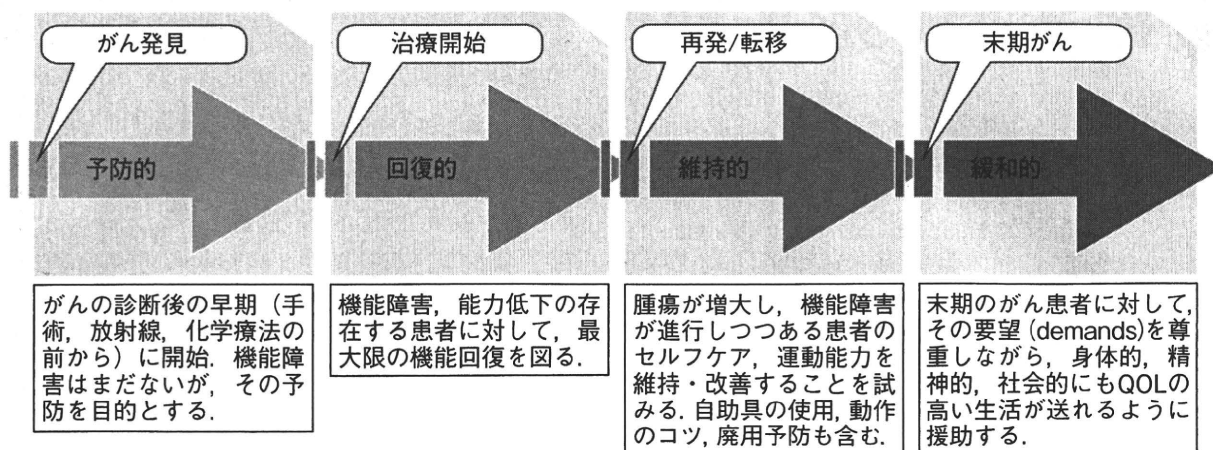 がん発見
治療開始
再発/転移
末期がん
予防的
回復的
維持的
緩和的
がんの診断後の早期（手
術，放射線，化学療法の
前から）に開始．機能障
害はまだないが，その予
防を目的とする．
機能障害，能力低下の存
在する患者に対して，最
大限の機能回復を図る．
腫瘍が増大し，機能障害
が進行しつつある患者の
セルフケア，運動能力を
維持・改善することを試
みる．自助具の使用，動作
のコツ，廃用予防も含む．
末期のがん患者に対して，
その要望 (demands)を尊
重しながら，身体的，精
神的，社会的にもQOLの
高い生活が送れるように
援助する．